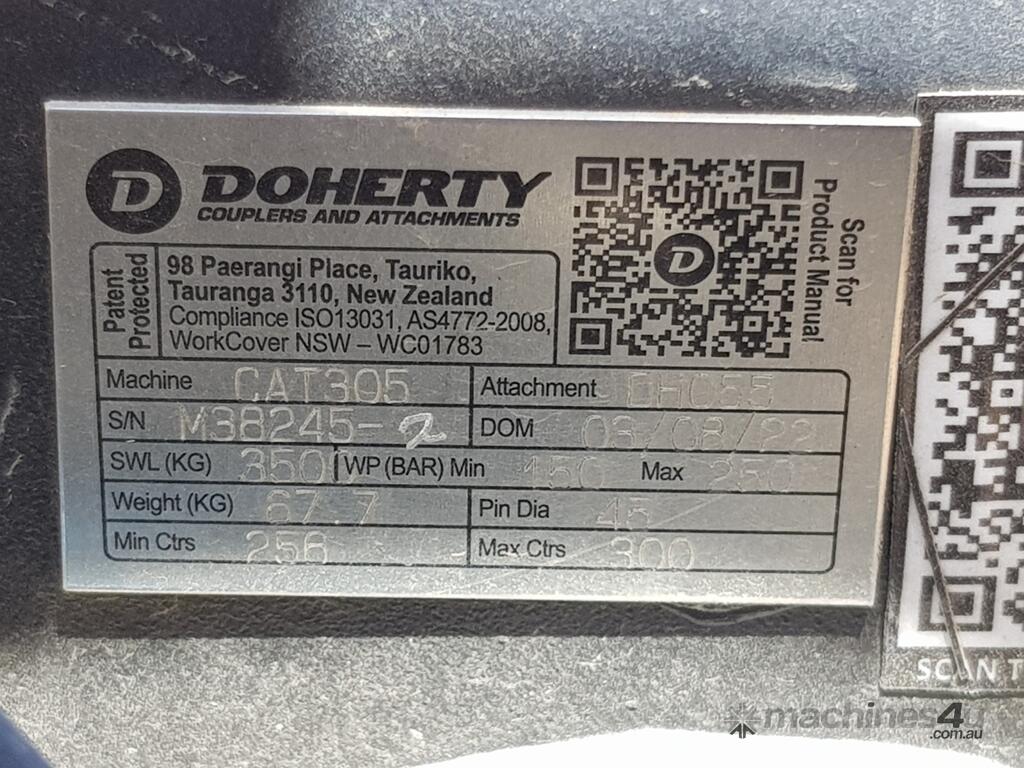 D DOHERTY
COUPLERS AND ATTACHMENTS
Patent
Protected
98 Paerangi Place, Tauriko,
Tauranga 3110, New Zealand
Compliance ISO13031, AS4772-2008,
WorkCover NSW – WC01783
D
Scan for
Product Manual
Machine CAT305 Attachment
S/N M38245-2 DOM 03/08/22
SWL (KG) 3500 WP (BAR) Min 150 Max 250
Weight (KG) 67.7 Pin Dia 45
Min Ctrs 256 Max Ctrs 300
SCAN T
machines4u
.com.au